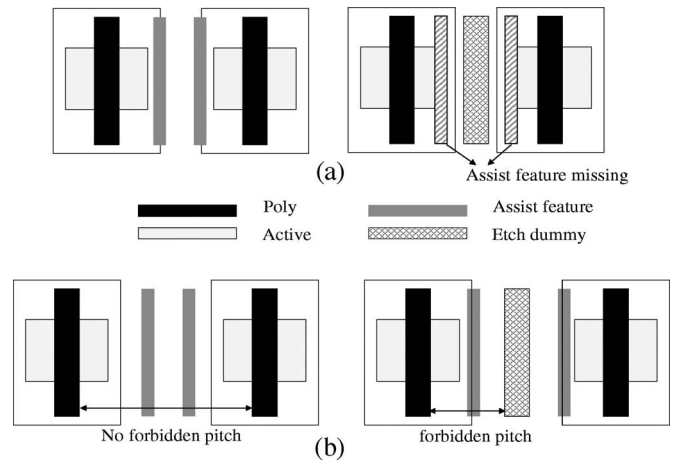 (a)
Assist feature missing
Poly
Assist feature
Active
Etch dummy
No forbidden pitch
forbidden pitch
(b)